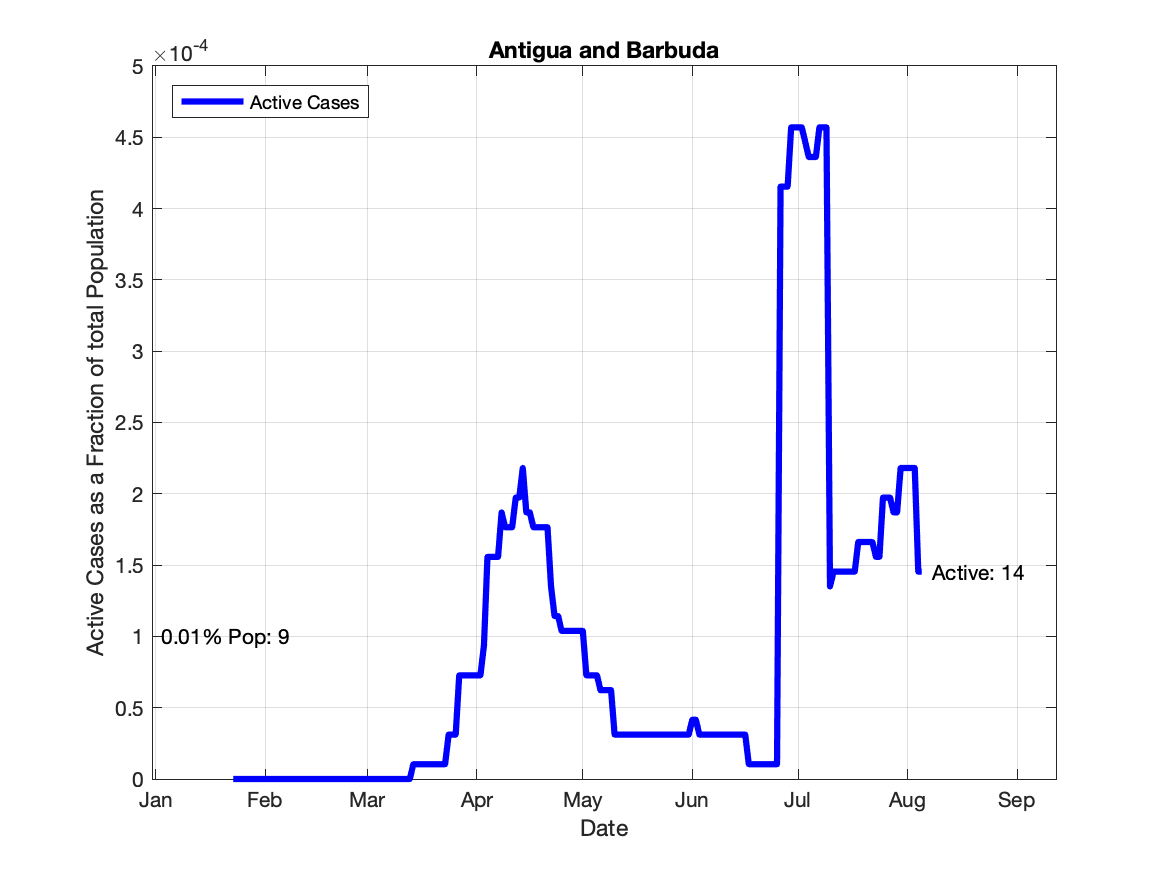 ×10-4
Antigua and Barbuda
Active Cases
5
4.5
4
3.5
3
2.5
2
1.5
1
0.5
0
Active Cases as a Fraction of total Population
0.01% Pop: 9
Active: 14
Jan Feb Mar Apr May Jun Jul Aug Sep
Date